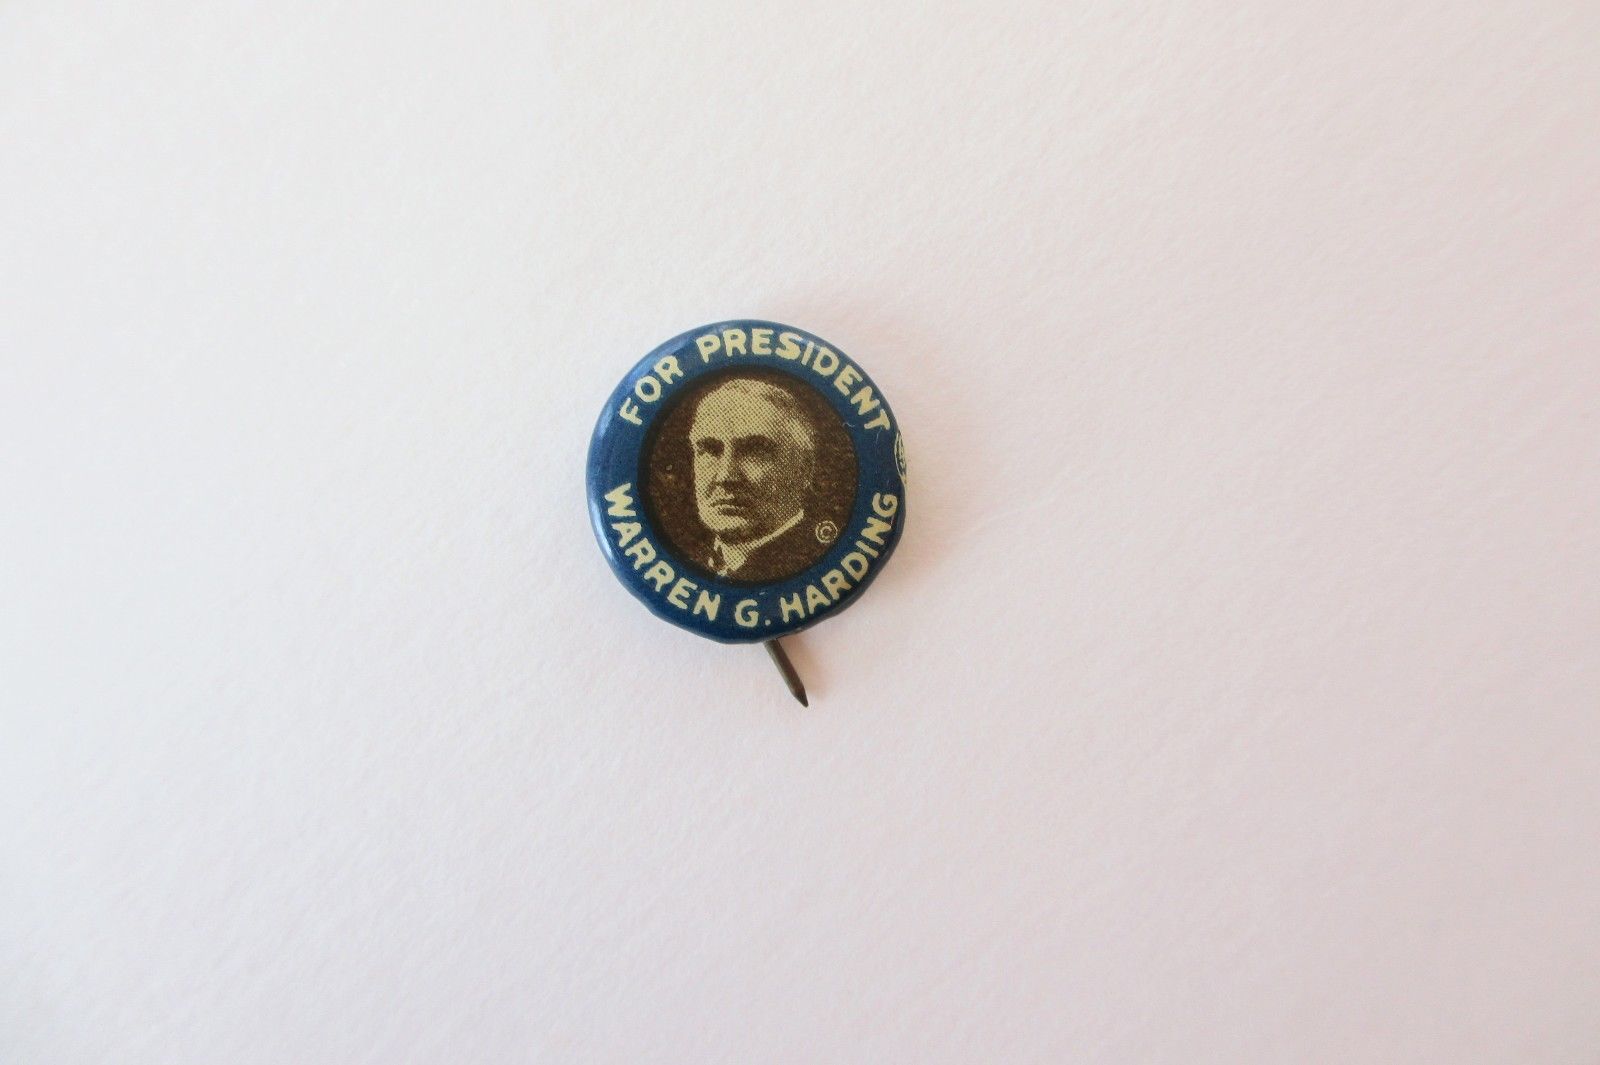 FOR PRESIDENT
WARREN G. HARDING
©